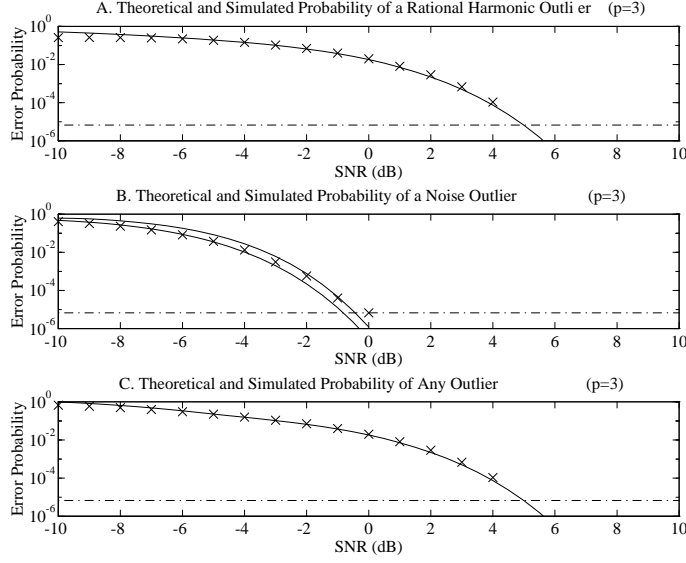 A. Theoretical and Simulated Probability of a Rational Harmonic Outli er (p=3)
Error Probability
10^0
10^-2
10^-4
10^-6
-10 -8 -6 -4 -2 0 2 4 6 8 10
SNR (dB)
B. Theoretical and Simulated Probability of a Noise Outlier (p=3)
Error Probability
10^0
10^-2
10^-4
10^-6
-10 -8 -6 -4 -2 0 2 4 6 8 10
SNR (dB)
C. Theoretical and Simulated Probability of Any Outlier (p=3)
Error Probability
10^0
10^-2
10^-4
10^-6
-10 -8 -6 -4 -2 0 2 4 6 8 10
SNR (dB)